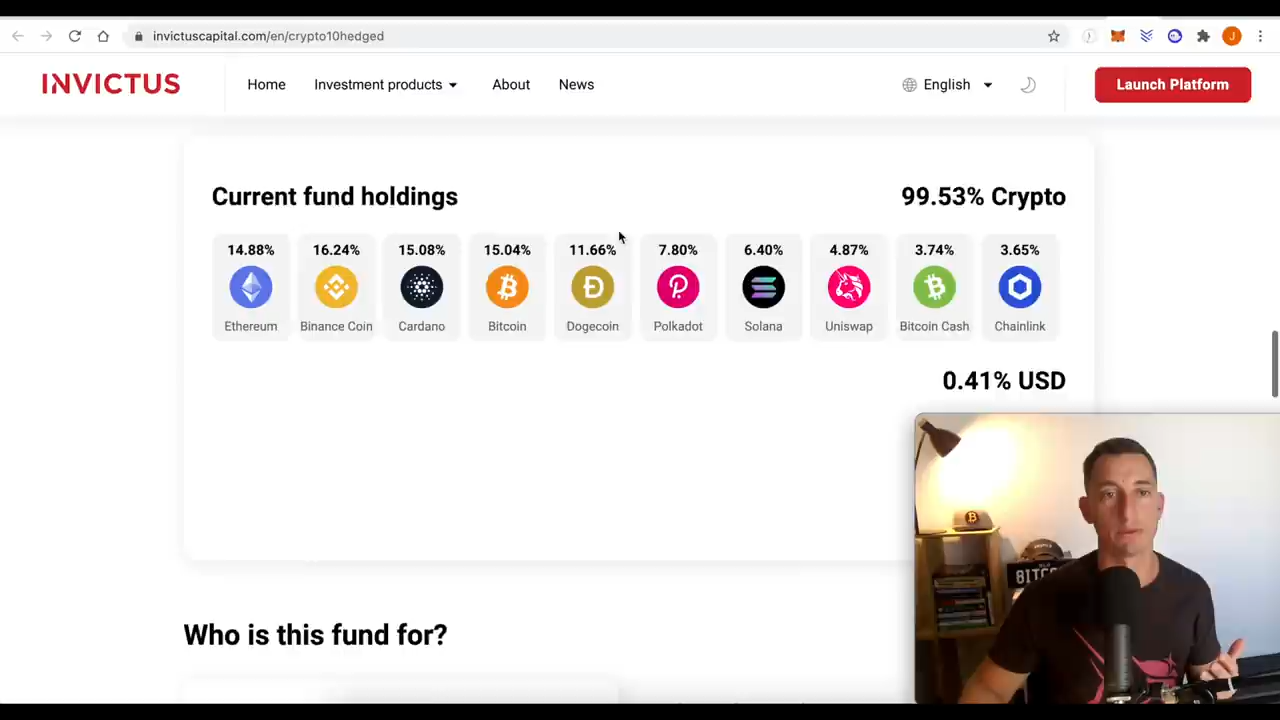 invictuscapital.com/en/crypto10hedged
J
INVICTUS
Home
Investment products
About
News
English
Launch Platform
Current fund holdings
99.53% Crypto
14.88%
16.24%
15.08%
15.04%
11.66%
7.80%
6.40%
4.87%
3.74%
3.65%
Ethereum
Binance Coin
Cardano
Bitcoin
Dogecoin
Polkadot
Solana
Uniswap
Bitcoin Cash
Chainlink
0.41% USD
Who is this fund for?